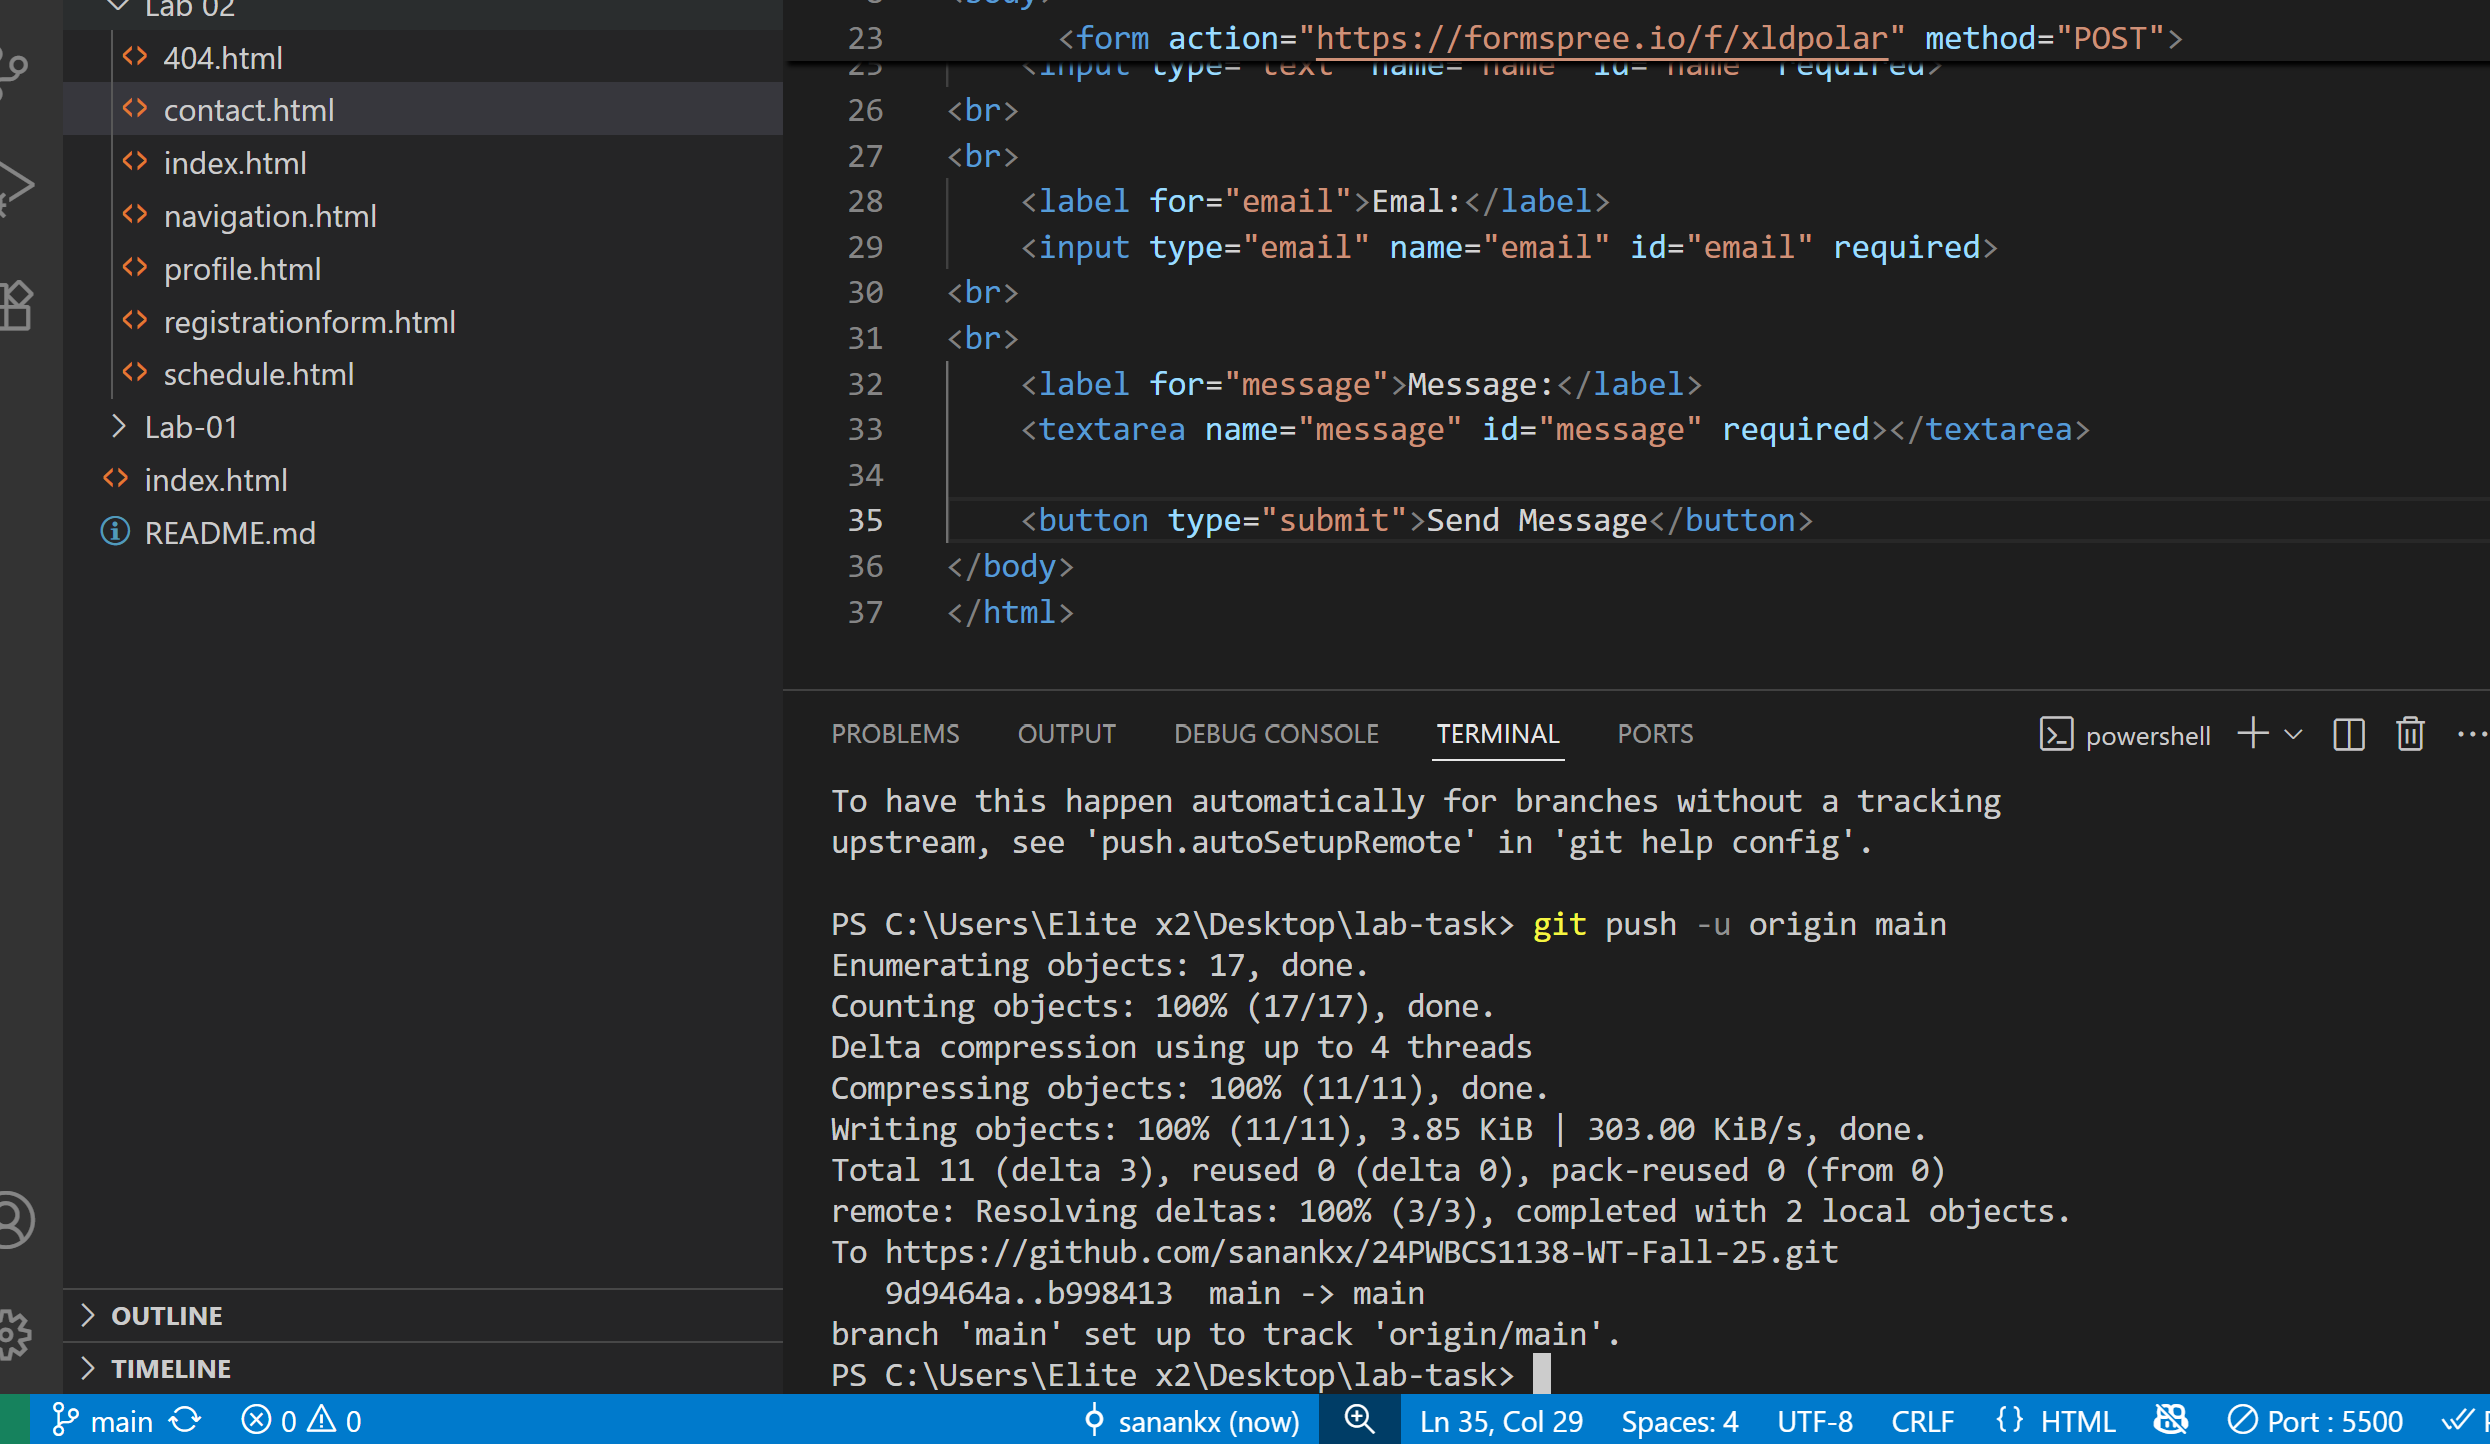 Lab 02
404.html
contact.html
index.html
navigation.html
profile.html
registrationform.html
schedule.html
Lab-01
index.html
README.md
OUTLINE
TIMELINE
<body>
23 <form action="https://formspree.io/f/xldpolar" method="POST">
25 <input type="text" name="name" id="name" required>
26 <br>
27 <br>
28 <label for="email">Emal:</label>
29 <input type="email" name="email" id="email" required>
30 <br>
31 <br>
32 <label for="message">Message:</label>
33 <textarea name="message" id="message" required></textarea>
34
35 <button type="submit">Send Message</button>
36 </body>
37 </html>
PROBLEMS OUTPUT DEBUG CONSOLE TERMINAL PORTS powershell
To have this happen automatically for branches without a tracking
upstream, see 'push.autoSetupRemote' in 'git help config'.
PS C:\Users\Elite x2\Desktop\lab-task> git push -u origin main
Enumerating objects: 17, done.
Counting objects: 100% (17/17), done.
Delta compression using up to 4 threads
Compressing objects: 100% (11/11), done.
Writing objects: 100% (11/11), 3.85 KiB | 303.00 KiB/s, done.
Total 11 (delta 3), reused 0 (delta 0), pack-reused 0 (from 0)
remote: Resolving deltas: 100% (3/3), completed with 2 local objects.
To https://github.com/sanankx/24PWBCS1138-WT-Fall-25.git
9d9464a..b998413 main -> main
branch 'main' set up to track 'origin/main'.
PS C:\Users\Elite x2\Desktop\lab-task>
main 0 0 sanankx (now) Ln 35, Col 29 Spaces: 4 UTF-8 CRLF {} HTML Port : 5500